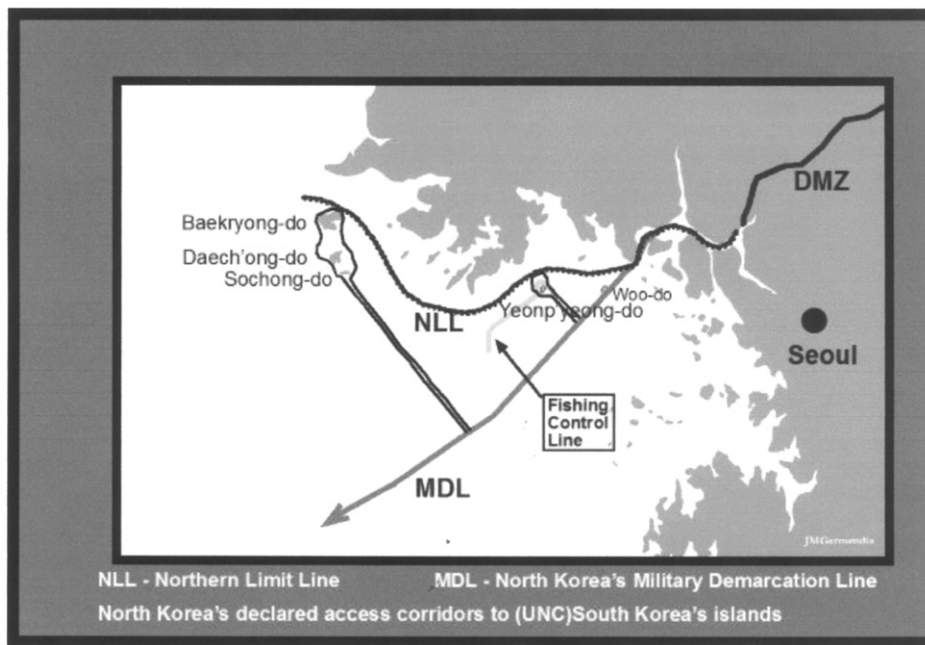 DMZ
Baekryong-do
Daech'ong-do
Sochong-do
Woo-do
NLL
Yeonp'yeong-do
Seoul
Fishing
Control
Line
MDL
JMGarmendia
NLL - Northern Limit Line MDL - North Korea's Military Demarcation Line
North Korea's declared access corridors to (UNC)South Korea's islands